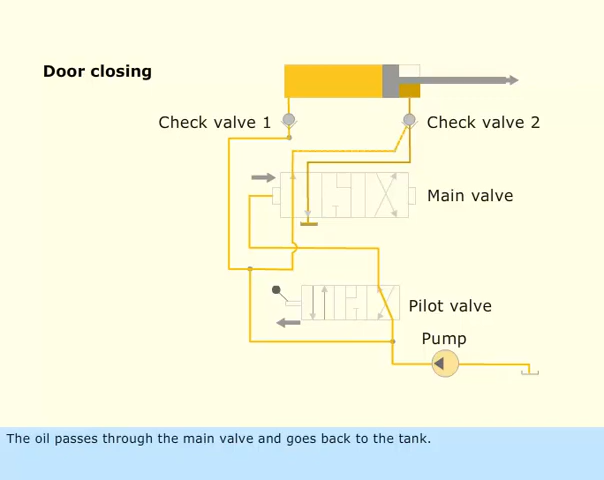 Door closing
Check valve 1
Check valve 2
Main valve
Pilot valve
Pump
The oil passes through the main valve and goes back to the tank.